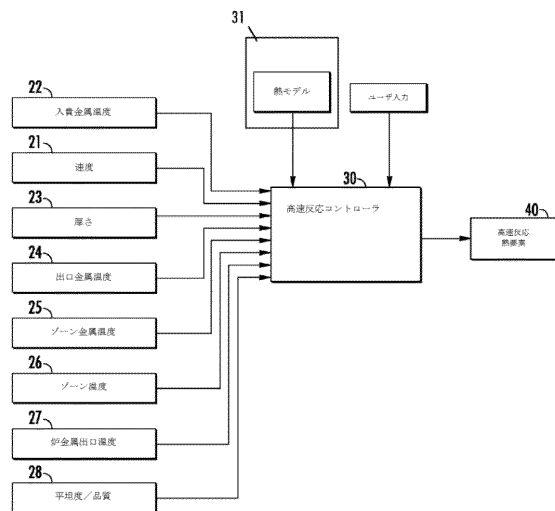 31
熱モデル
ユーザ入力
22
入費金属温度
21
速度
23
厚さ
24
出口金属温度
25
ゾーン金属温度
26
ゾーン温度
27
炉金属出口温度
28
平坦度/品質
30
高速反応コントローラ
40
高速反応
熱要素